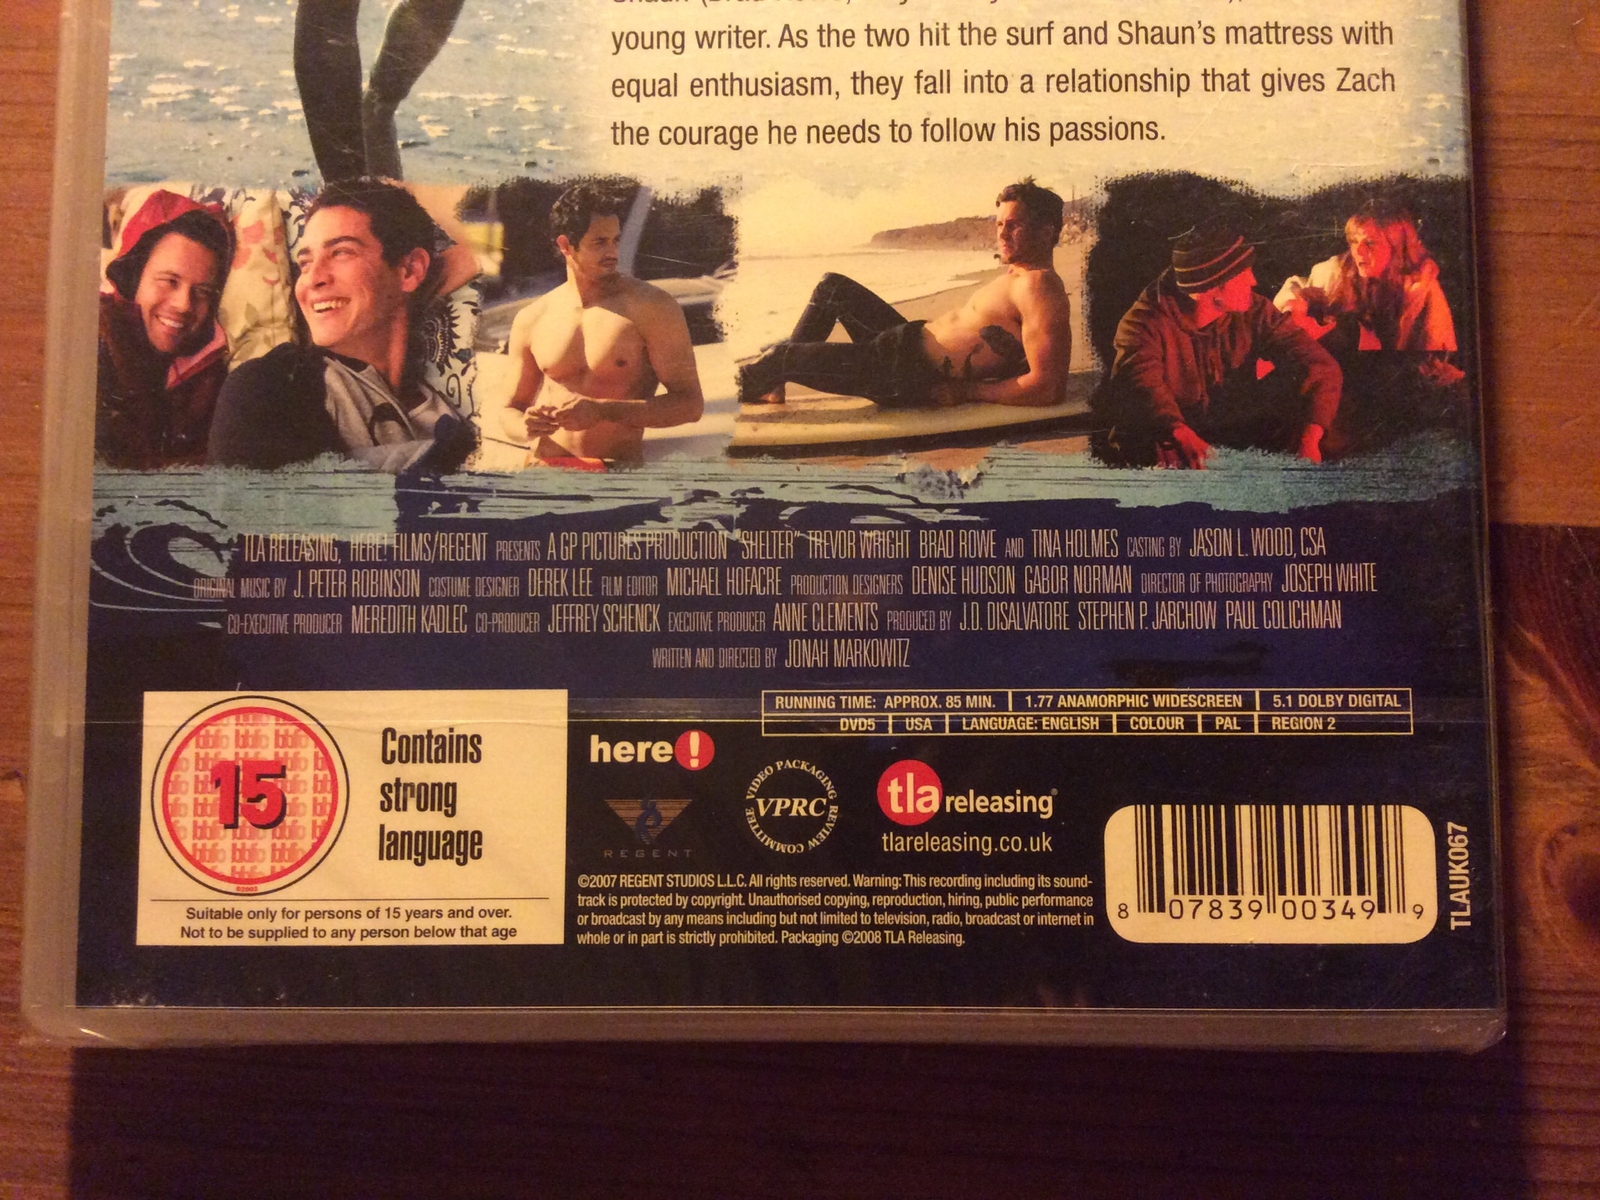 young writer. As the two hit the surf and Shaun's mattress with
equal enthusiasm, they fall into a relationship that gives Zach
the courage he needs to follow his passions.
TLA RELEASING, HERE! FILMS/REGENT PRESENTS A GP PICTURES PRODUCTION "SHELTER" TREVOR WRIGHT BRAD ROWE AND TINA HOLMES CASTING BY JASON L. WOOD, CSA
ORIGINAL MUSIC BY J. PETER ROBINSON COSTUME DESIGNER DEREK LEE FILM EDITOR MICHAEL HOFACRE PRODUCTION DESIGNERS DENISE HUDSON GABOR NORMAN DIRECTOR OF PHOTOGRAPHY JOSEPH WHITE
CO-EXECUTIVE PRODUCER MEREDITH KADLEC CO-PRODUCER JEFFREY SCHENCK EXECUTIVE PRODUCER ANNE CLEMENTS PRODUCED BY J.D. DISALVATORE STEPHEN P. JARCHOW PAUL COLICHMAN
WRITTEN AND DIRECTED BY JONAH MARKOWITZ
15
Contains
strong
language
Suitable only for persons of 15 years and over.
Not to be supplied to any person below that age
RUNNING TIME: APPROX. 85 MIN. 1.77 ANAMORPHIC WIDESCREEN 5.1 DOLBY DIGITAL
DVD5 USA LANGUAGE: ENGLISH COLOUR PAL REGION 2
here!
REGENT
VIDEO PACKAGING REVIEW COMMITTEE
VPRC
tla releasing®
tlareleasing.co.uk
©2007 REGENT STUDIOS L.L.C. All rights reserved. Warning: This recording including its sound-
track is protected by copyright. Unauthorised copying, reproduction, hiring, public performance
or broadcast by any means including but not limited to television, radio, broadcast or internet in
whole or in part is strictly prohibited. Packaging ©2008 TLA Releasing.
8 07839 00349 9
TLAUK067